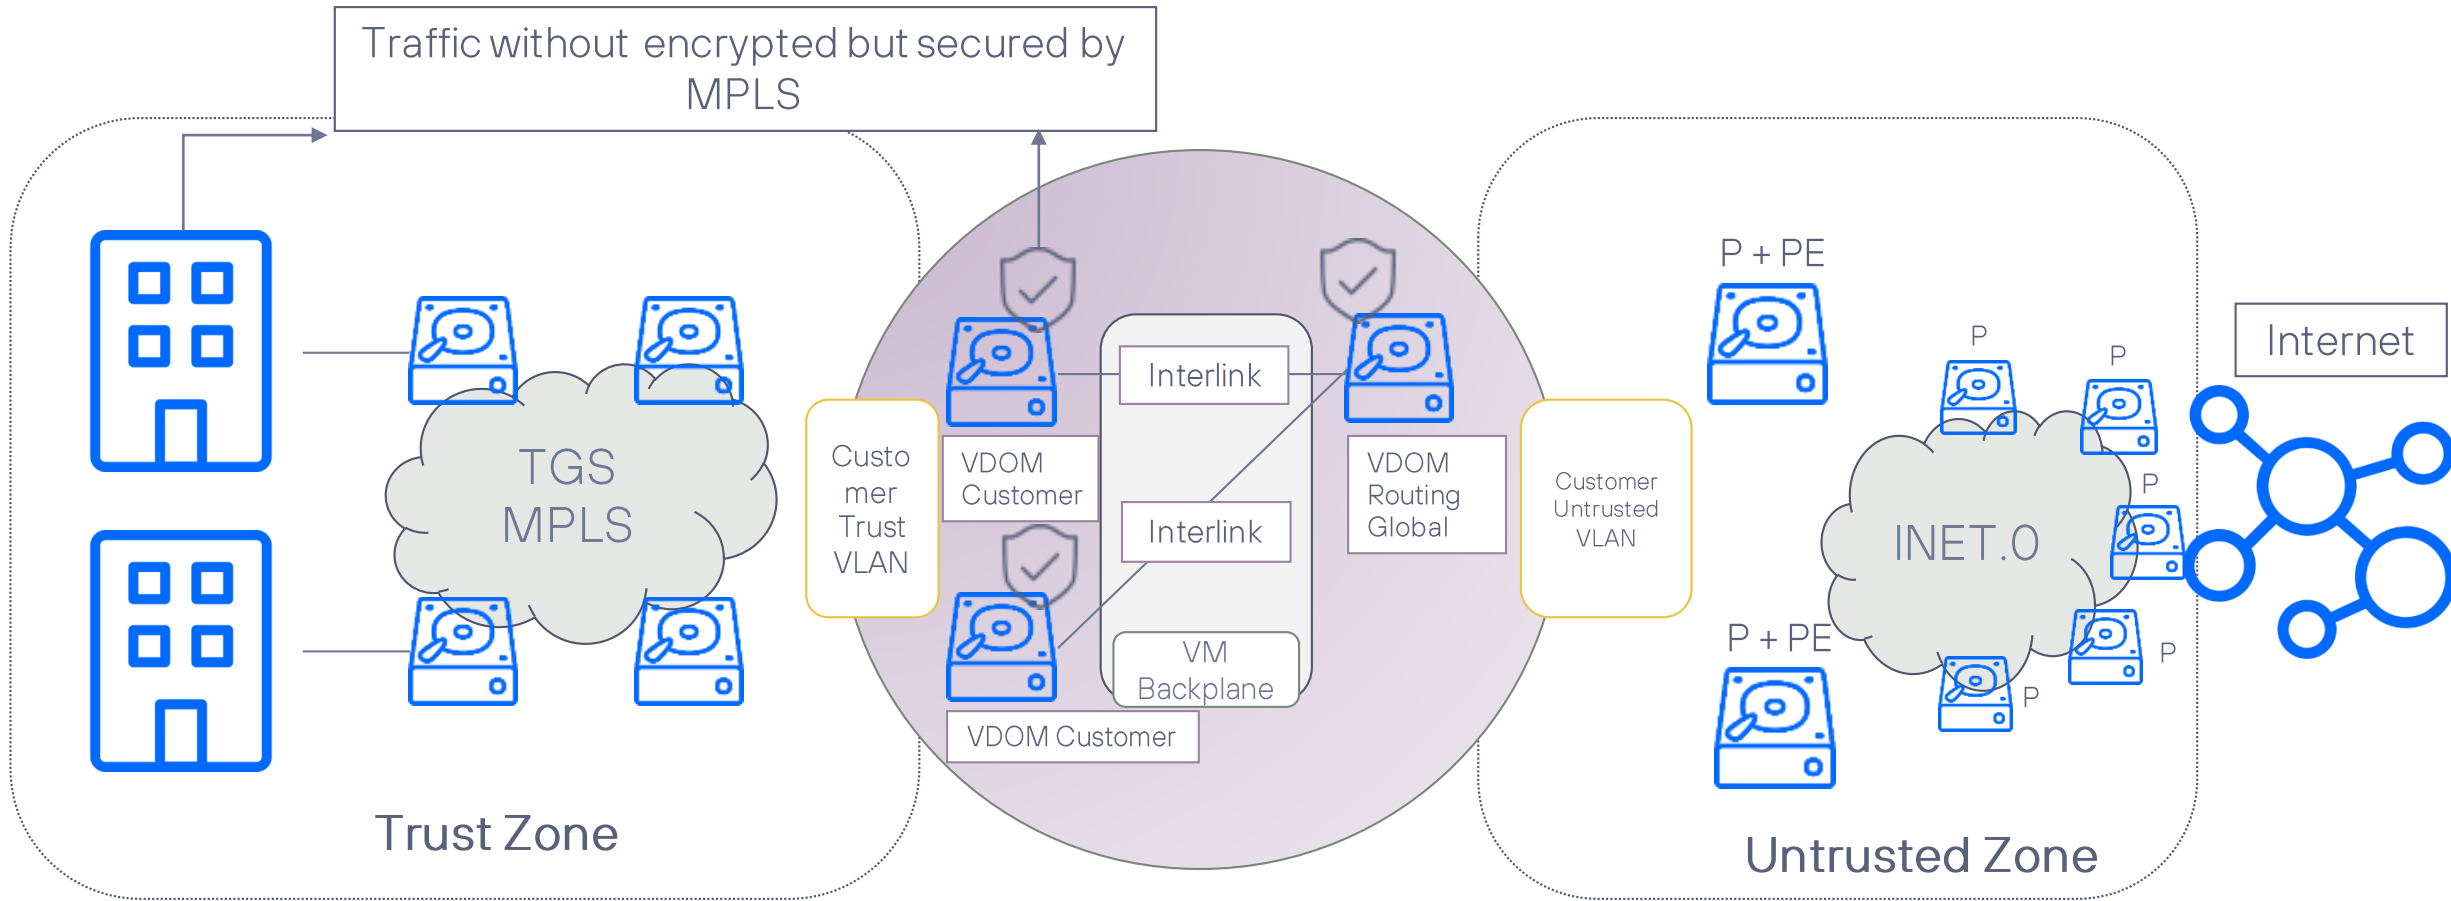 Traffic without encrypted but secured by
MPLS
TGS
MPLS
Trust Zone
Custo
mer
Trust
VLAN
VDOM
Customer
Interlink
Interlink
VM
Backplane
VDOM Customer
VDOM
Routing
Global
Customer
Untrusted
VLAN
P + PE
P + PE
P
P
P
P
P
INET.0
Untrusted Zone
Internet